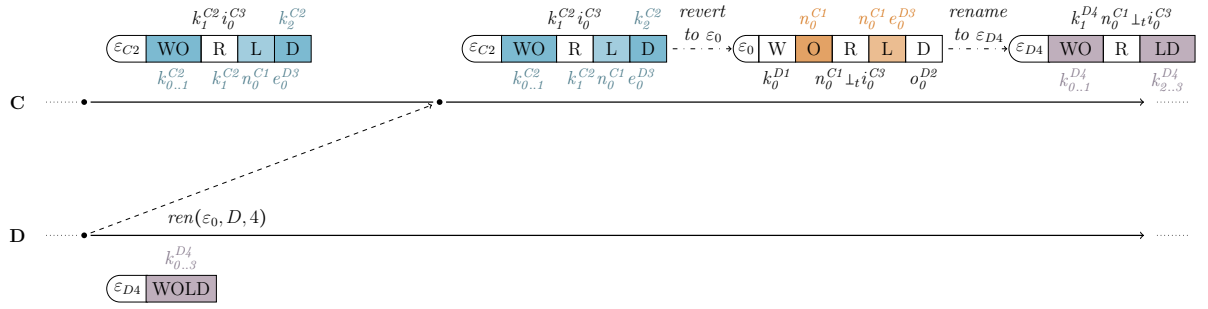 k_1^{C2} i_0^{C3} k_2^{C2}
ε_{C2} WO R L D
k_{0..1}^{C2} k_1^{C2} n_0^{C1} e_0^{D3}
k_1^{C2} i_0^{C3} k_2^{C2}
ε_{C2} WO R L D
k_{0..1}^{C2} k_1^{C2} n_0^{C1} e_0^{D3}
revert
to ε_0
n_0^{C1} n_0^{C1} e_0^{D3}
ε_0 W O R L D
k_0^{D1} n_0^{C1} ⊥_t i_0^{C3} o_0^{D2}
rename
to ε_{D4}
k_1^{D4} n_0^{C1} ⊥_t i_0^{C3}
ε_{D4} WO R LD
k_{0..1}^{D4} k_{2..3}^{D4}
C
ren(ε_0, D, 4)
D
k_{0..3}^{D4}
ε_{D4} WOLD